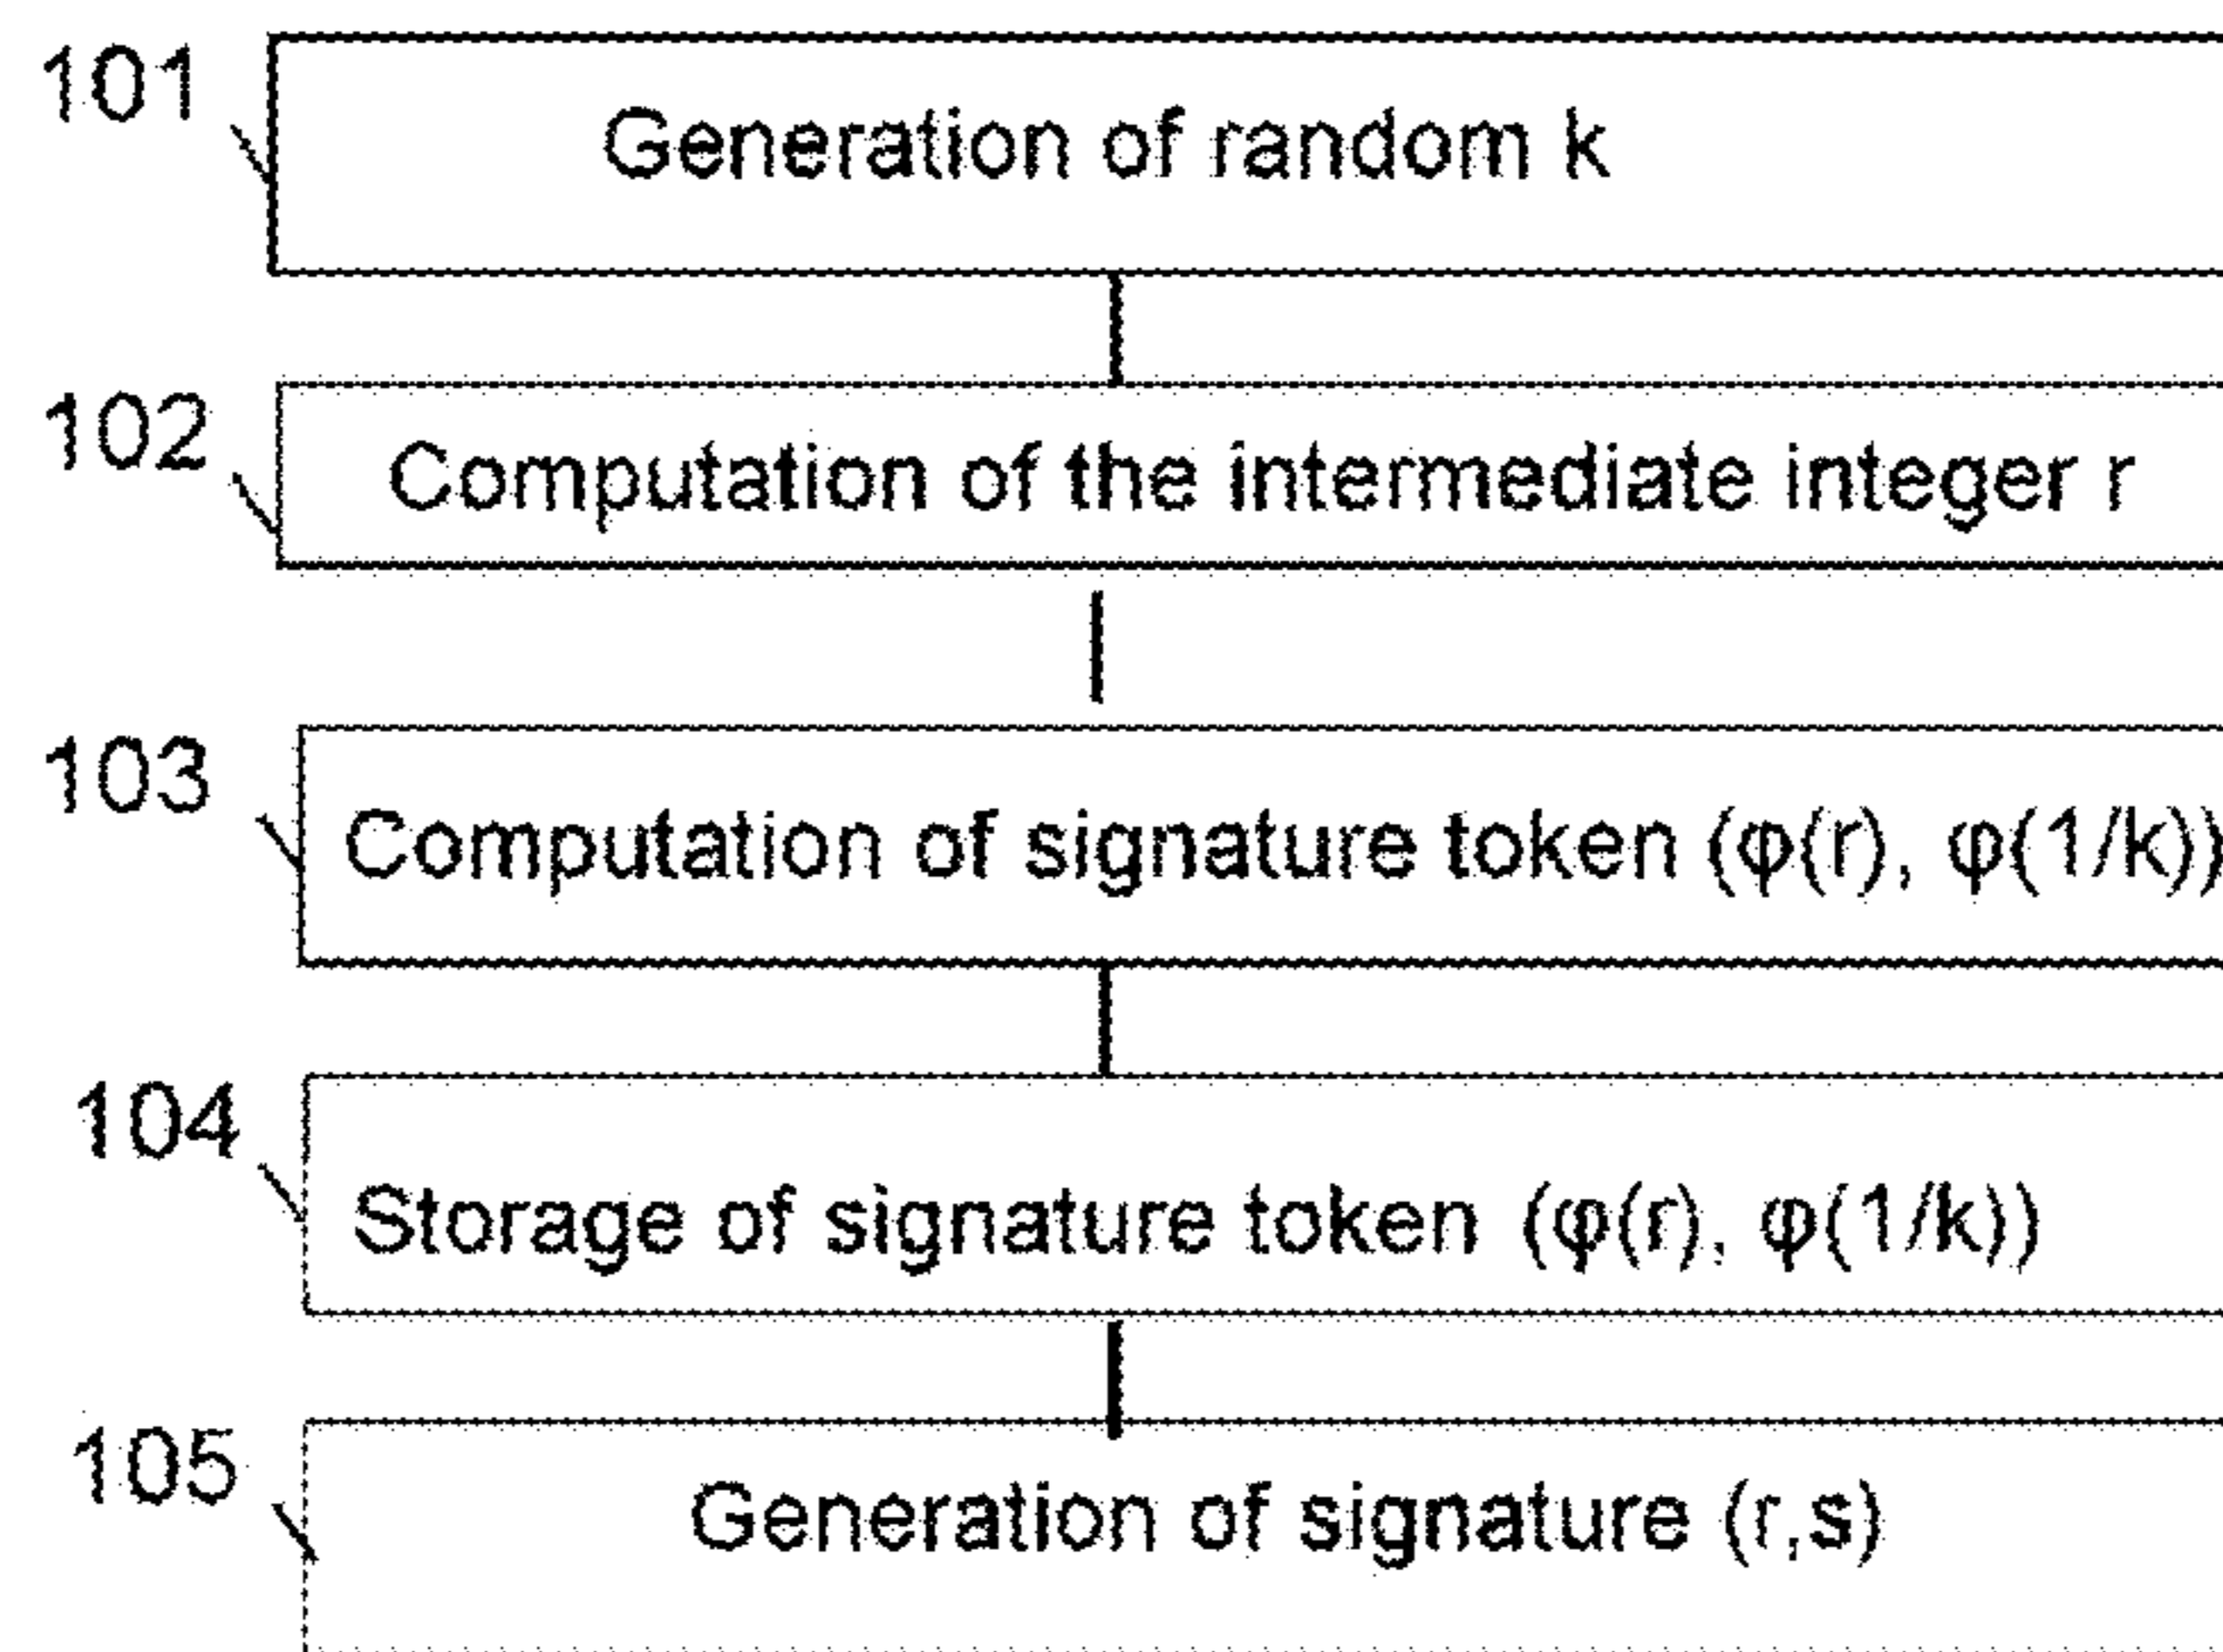 101
Generation of random k
102
Computation of the intermediate integer r
103
Computation of signature token (φ(r), φ(1/k))
104
Storage of signature token (φ(r), φ(1/k))
105
Generation of signature (r,s)